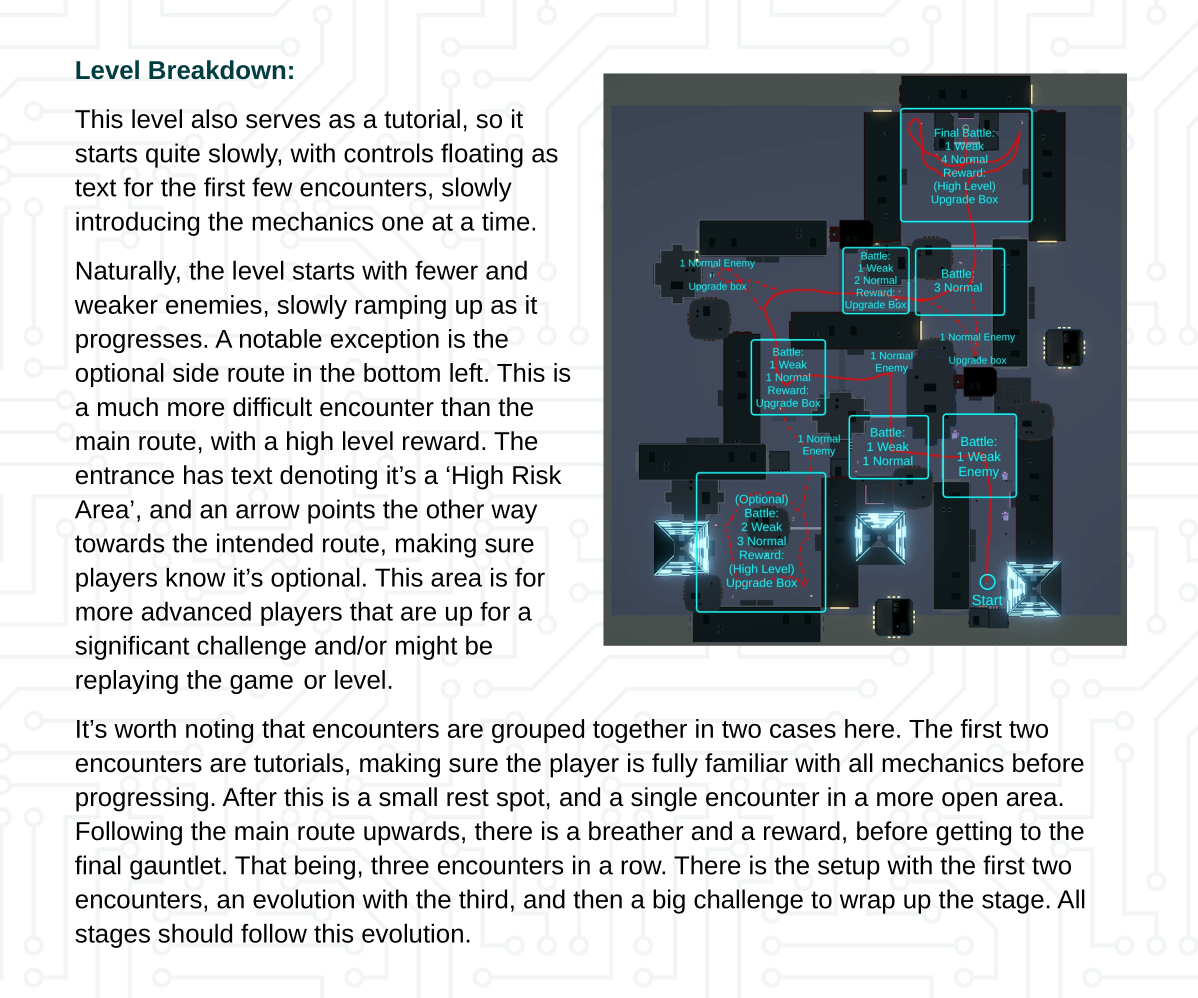 Level Breakdown:
This level also serves as a tutorial, so it
starts quite slowly, with controls floating as
text for the first few encounters, slowly
introducing the mechanics one at a time.
Naturally, the level starts with fewer and
weaker enemies, slowly ramping up as it
progresses. A notable exception is the
optional side route in the bottom left. This is
a much more difficult encounter than the
main route, with a high level reward. The
entrance has text denoting it’s a ‘High Risk
Area’, and an arrow points the other way
towards the intended route, making sure
players know it’s optional. This area is for
more advanced players that are up for a
significant challenge and/or might be
replaying the game or level.
Final Battle:
1 Weak
4 Normal
Reward:
(High Level)
Upgrade Box
1 Normal Enemy
Upgrade box
Battle:
1 Weak
2 Normal
Reward:
Upgrade Box
Battle:
3 Normal
1 Normal Enemy
Upgrade box
Battle:
1 Weak
1 Normal
Reward:
Upgrade Box
1 Normal
Enemy
1 Normal
Enemy
Battle:
1 Weak
1 Normal
Battle:
1 Weak
Enemy
(Optional)
Battle:
2 Weak
3 Normal
Reward:
(High Level)
Upgrade Box
Start
It’s worth noting that encounters are grouped together in two cases here. The first two
encounters are tutorials, making sure the player is fully familiar with all mechanics before
progressing. After this is a small rest spot, and a single encounter in a more open area.
Following the main route upwards, there is a breather and a reward, before getting to the
final gauntlet. That being, three encounters in a row. There is the setup with the first two
encounters, an evolution with the third, and then a big challenge to wrap up the stage. All
stages should follow this evolution.